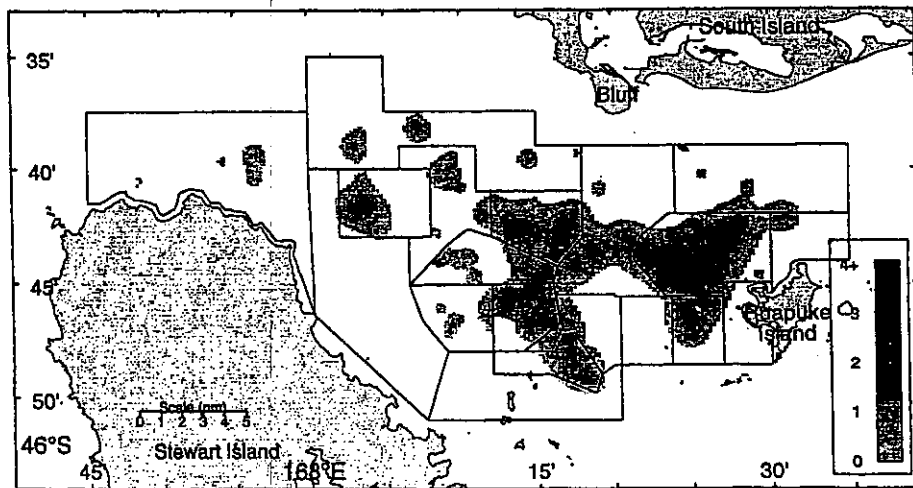 South Island
Bluff
35'
40'
45'
50'
46°S
4+
3
2
1
0
Ruapuke
Island
Scale (nm)
0 1 2 3 4 5
Stewart Island
45'
168°E
15'
30'